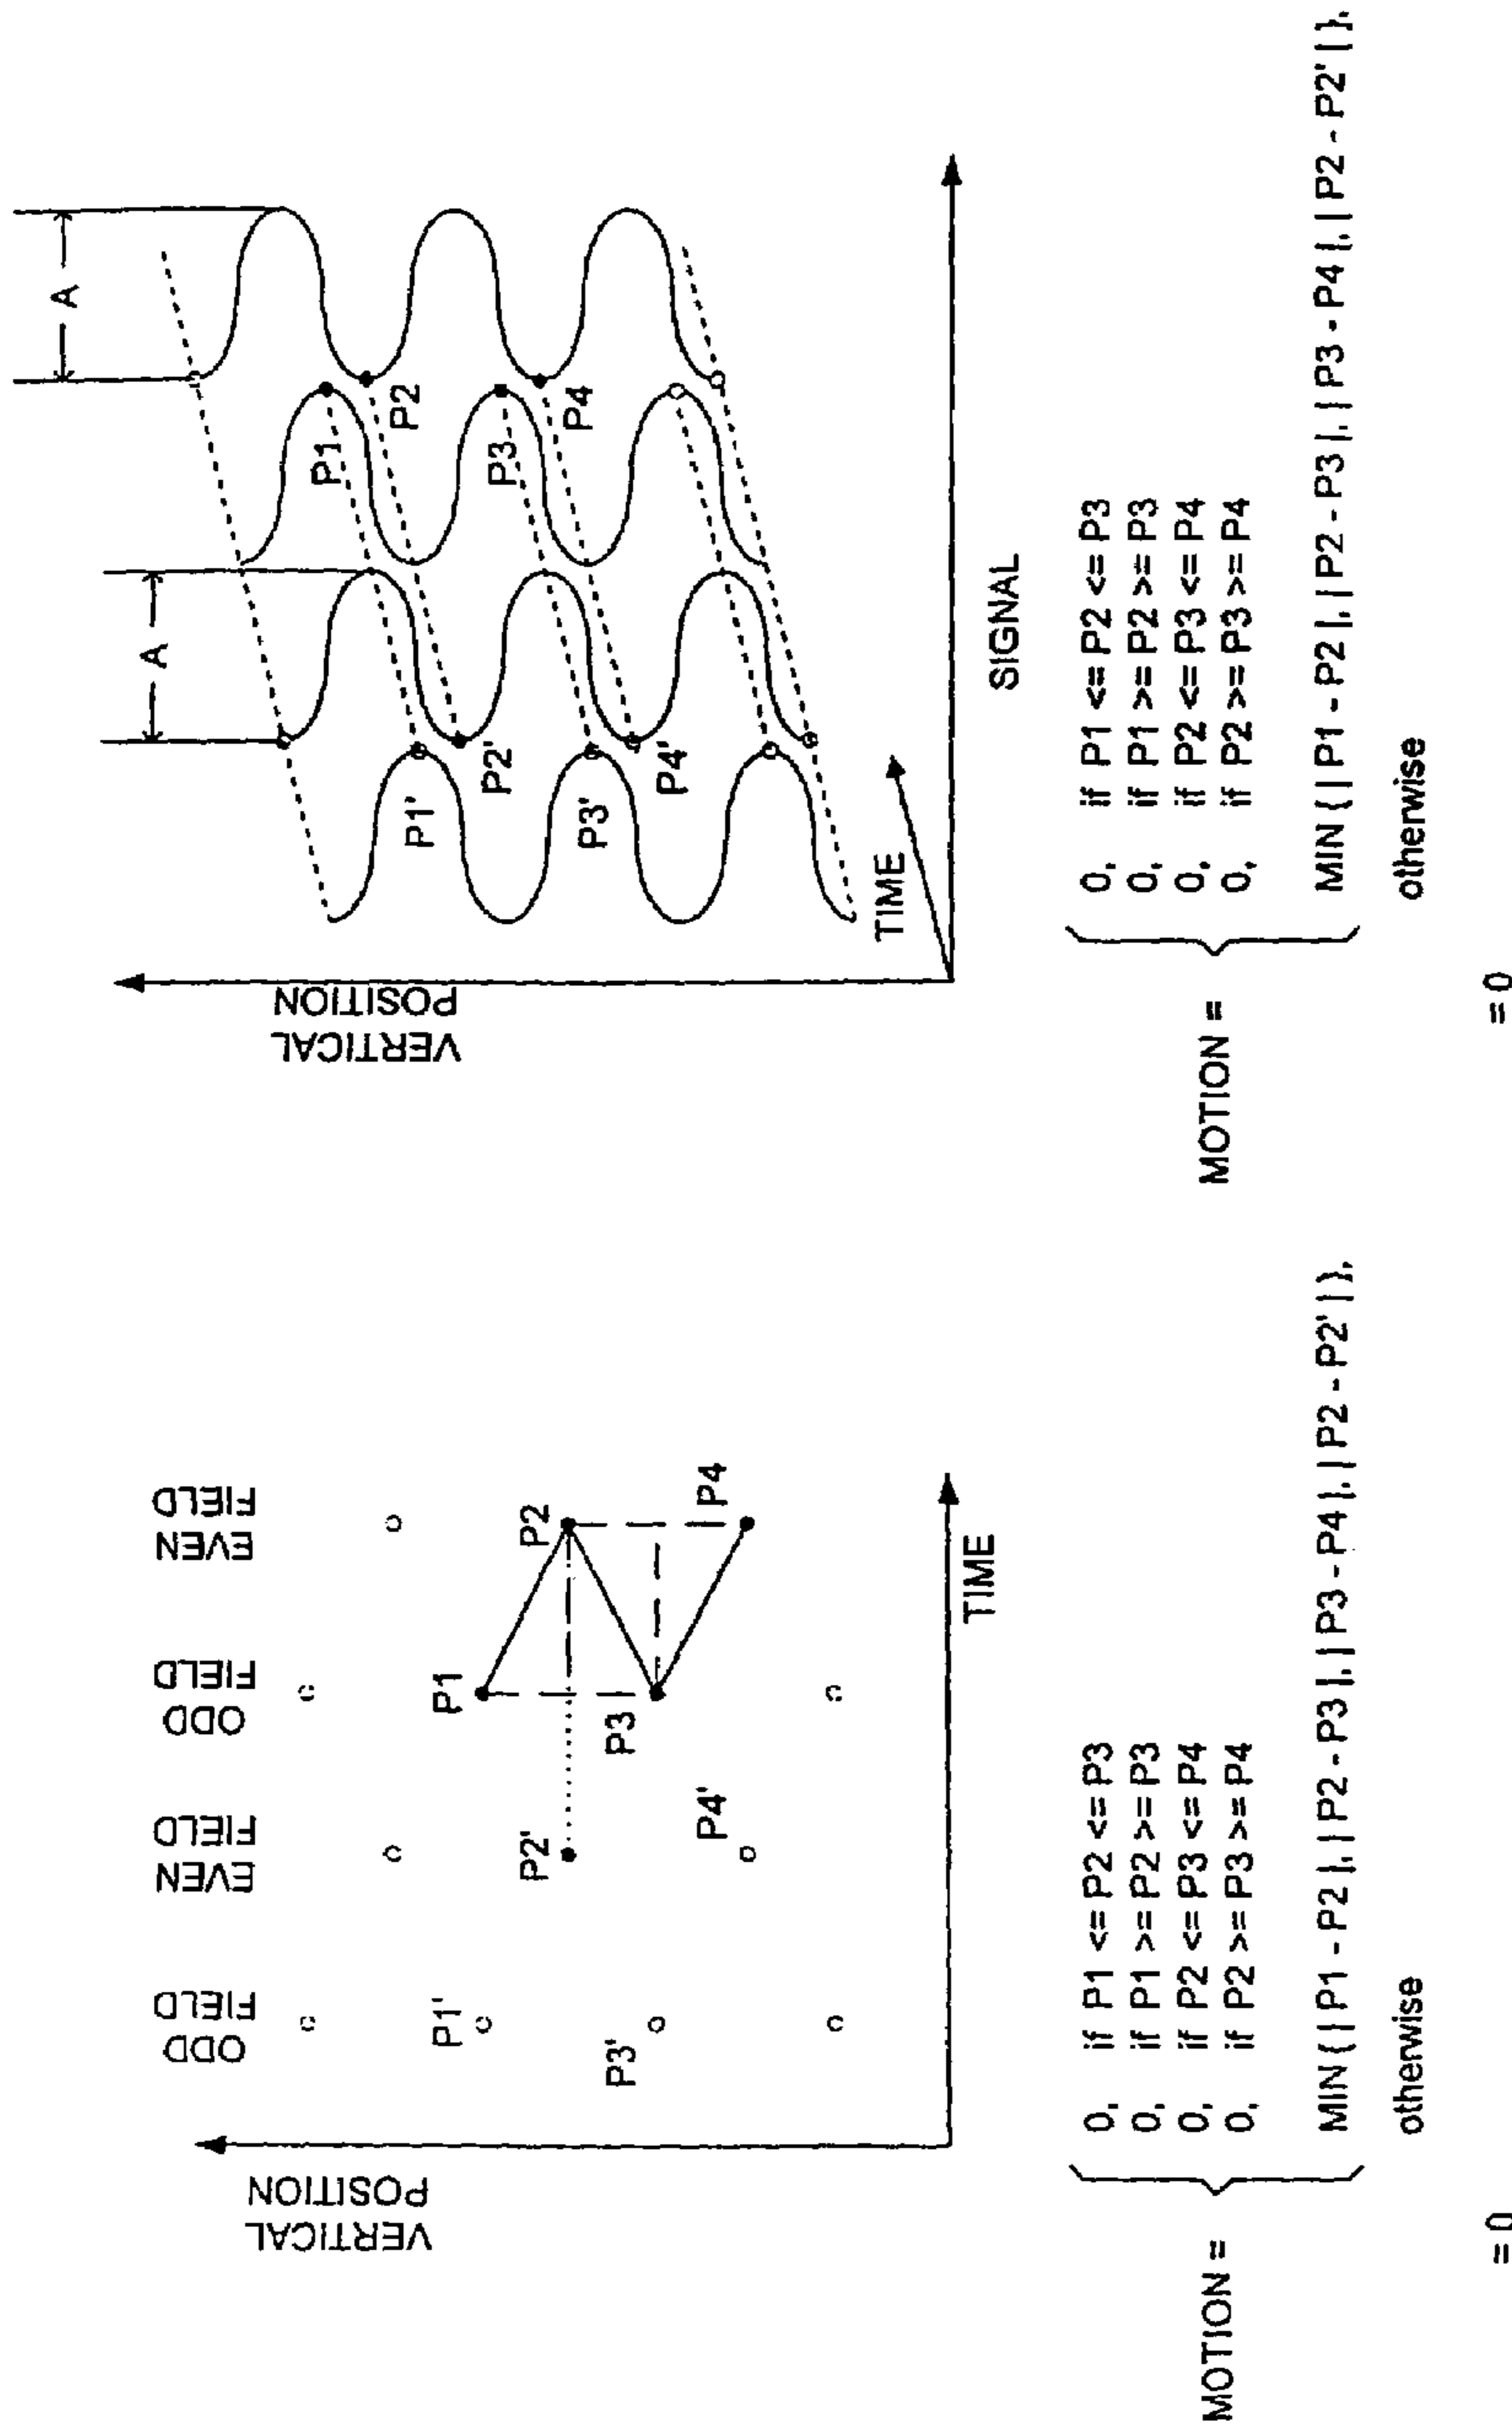 VERTICAL
POSITION
ODD
FIELD
EVEN
FIELD
ODD
FIELD
EVEN
FIELD
P1'
P3'
P2'
P4'
P1
P3
P2
P4
TIME
MOTION =
0, if P1 <= P2 <= P3
0, if P1 >= P2 >= P3
0, if P2 <= P3 <= P4
0, if P2 >= P3 >= P4
MIN { | P1 - P2 |, | P2 - P3 |, | P3 - P4 |, | P2 - P2' | },
otherwise
= 0
VERTICAL
POSITION
A
A
P1'
P2'
P3'
P4'
P1
P2
P3
P4
TIME
SIGNAL
MOTION =
0, if P1 <= P2 <= P3
0, if P1 >= P2 >= P3
0, if P2 <= P3 <= P4
0, if P2 >= P3 >= P4
MIN { | P1 - P2 |, | P2 - P3 |, | P3 - P4 |, | P2 - P2' | },
otherwise
= 0